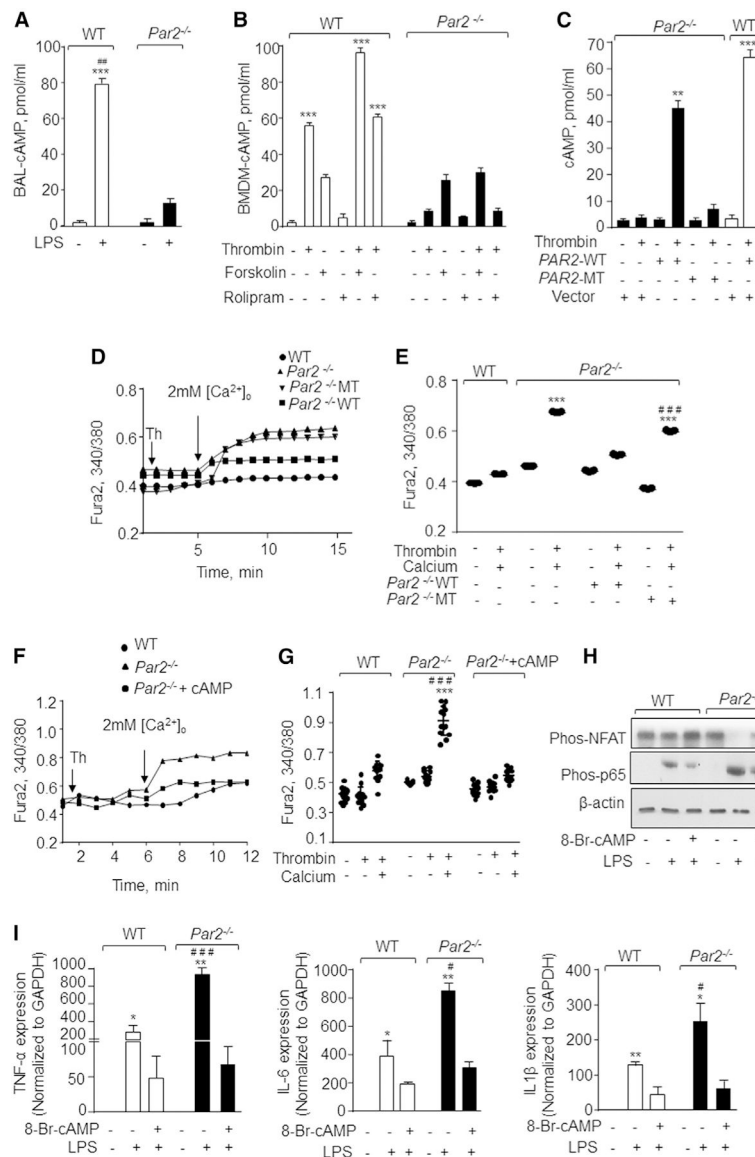 A
WT
Par2-/-
##
***
BAL-cAMP, pmol/ml
100
80
60
40
20
0
LPS - + - +
B
WT
Par2-/-
***
***
***
BMDM-cAMP, pmol/ml
100
80
60
40
20
0
Thrombin - + - - + + - + - - + +
Forskolin - - + - + - - - + - + -
Rolipram - - - + - + - - - + - +
C
Par2-/-
WT
***
**
cAMP, pmol/ml
70
60
50
40
30
20
10
0
Thrombin - + - + - + - +
PAR2-WT - - + + - - - -
PAR2-MT - - - - + + - -
Vector + + - - - - + +
D
WT
Par2-/-
Par2-/-MT
Par2-/-WT
2mM [Ca2+]o
Th
Fura2, 340/380
0.8
0.6
0.4
0.2
0 5 10 15
Time, min
E
WT
Par2-/-
***
###
***
Fura2, 340/380
0.8
0.6
0.4
0.2
Thrombin - + - + - + - +
Calcium - + - + - + - +
Par2-/-WT - - - - + + - -
Par2-/-MT - - - - - - + +
F
WT
Par2-/-
Par2-/-+ cAMP
2mM [Ca2+]o
Th
Fura2, 340/380
1.0
0.8
0.6
0.4
0.2
0.0
2 4 6 8 10 12
Time, min
G
WT
Par2-/-
Par2-/-+cAMP
###
***
Fura2, 340/380
1.1
0.9
0.7
0.5
0.3
0.1
Thrombin - + + - + + - + +
Calcium - - + - - + - - +
H
WT
Par2-
Phos-NFAT
Phos-p65
β-actin
8-Br-cAMP - - + - -
LPS - + + - +
I
WT
Par2-/-
###
**
*
TNF-α expression
(Normalized to GAPDH)
1000
800
600
400
200
100
50
0
8-Br-cAMP - - + - - +
LPS - + + - + +
WT
Par2-/-
#
**
*
IL-6 expression
(Normalized to GAPDH)
1000
800
600
400
200
0
8-Br-cAMP - - + - - +
LPS - + + - + +
WT
Par2-/-
#
*
**
IL1β expression
(Normalized to GAPDH)
400
300
200
100
0
8-Br-cAMP - - + - - +
LPS - + + - + +